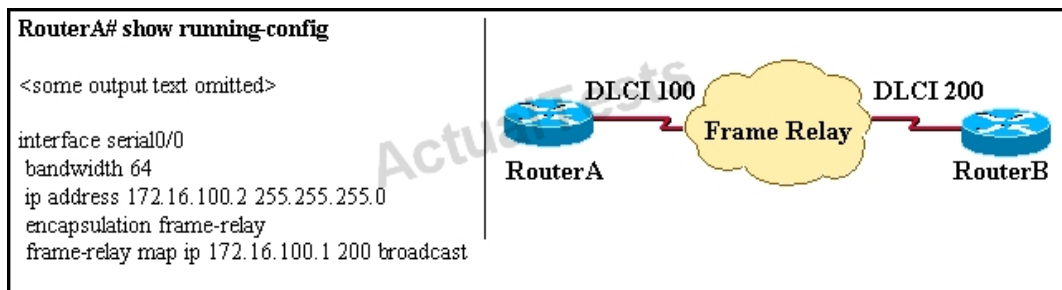 RouterA# show running-config
<some output text omitted>
interface serial0/0
bandwidth 64
ip address 172.16.100.2 255.255.255.0
encapsulation frame-relay
frame-relay map ip 172.16.100.1 200 broadcast
DLCI 100
DLCI 200
Frame Relay
RouterA
RouterB
ActualTests